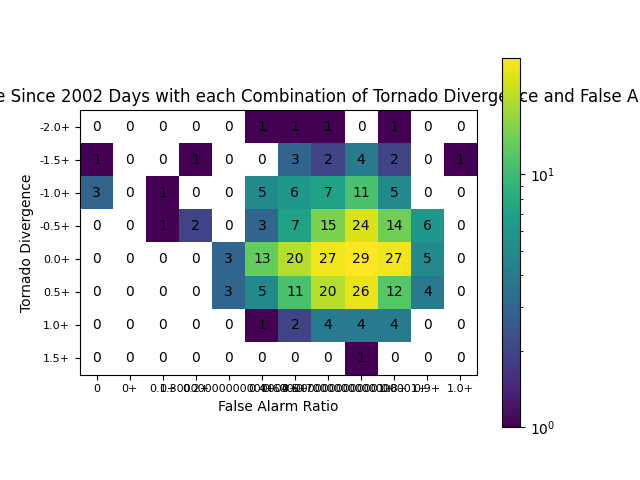 e Since 2002 Days with each Combination of Tornado Divergence and False A
-2.0+ 0 0 0 0 0 1 1 1 0 1 0 0
-1.5+ 1 0 0 1 0 0 3 2 4 2 0 1
-1.0+ 3 0 1 0 0 5 6 7 11 5 0 0
-0.5+ 0 0 1 2 0 3 7 15 24 14 6 0
0.0+ 0 0 0 0 3 13 20 27 29 27 5 0
0.5+ 0 0 0 0 3 5 11 20 26 12 4 0
1.0+ 0 0 0 0 0 1 2 4 4 4 0 0
1.5+ 0 0 0 0 0 0 0 0 1 0 0 0
Tornado Divergence
0 0+ 1.0+
False Alarm Ratio
10¹
10⁰